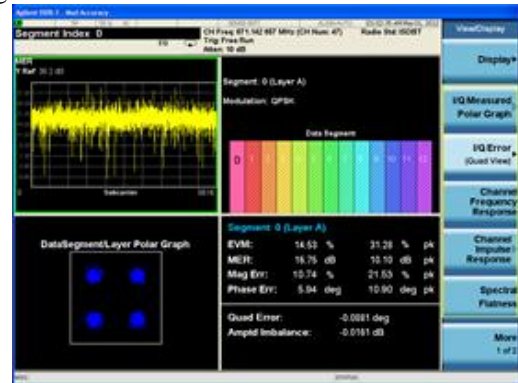 Segment Index 0
CH Freq: 671.142 857 MHz (CH Num: 47)
Radio Std: ISDBT
Trig: Free Run
Atten: 10 dB
MER
Y Ref 
Subcarrier
Segment: 0 (Layer A)
Modulation: QPSK
Data Segment
0
DataSegment/Layer Polar Graph
Segment 0 (Layer A)
EVM: 14.53 % 31.28 % pk
MER: 16.75 dB 10.10 dB pk
Mag Err: 10.74 % 21.53 % pk
Phase Err: 5.94 deg 10.90 deg pk
Quad Error: -0.0081 deg
Ampld Imbalance: -0.0161 dB
View/Display
Display
I/Q Measured
Polar Graph
I/Q Error
(Quad View)
Channel
Frequency
Response
Channel
Impulse
Response
Spectral
Flatness
More
1 of 2